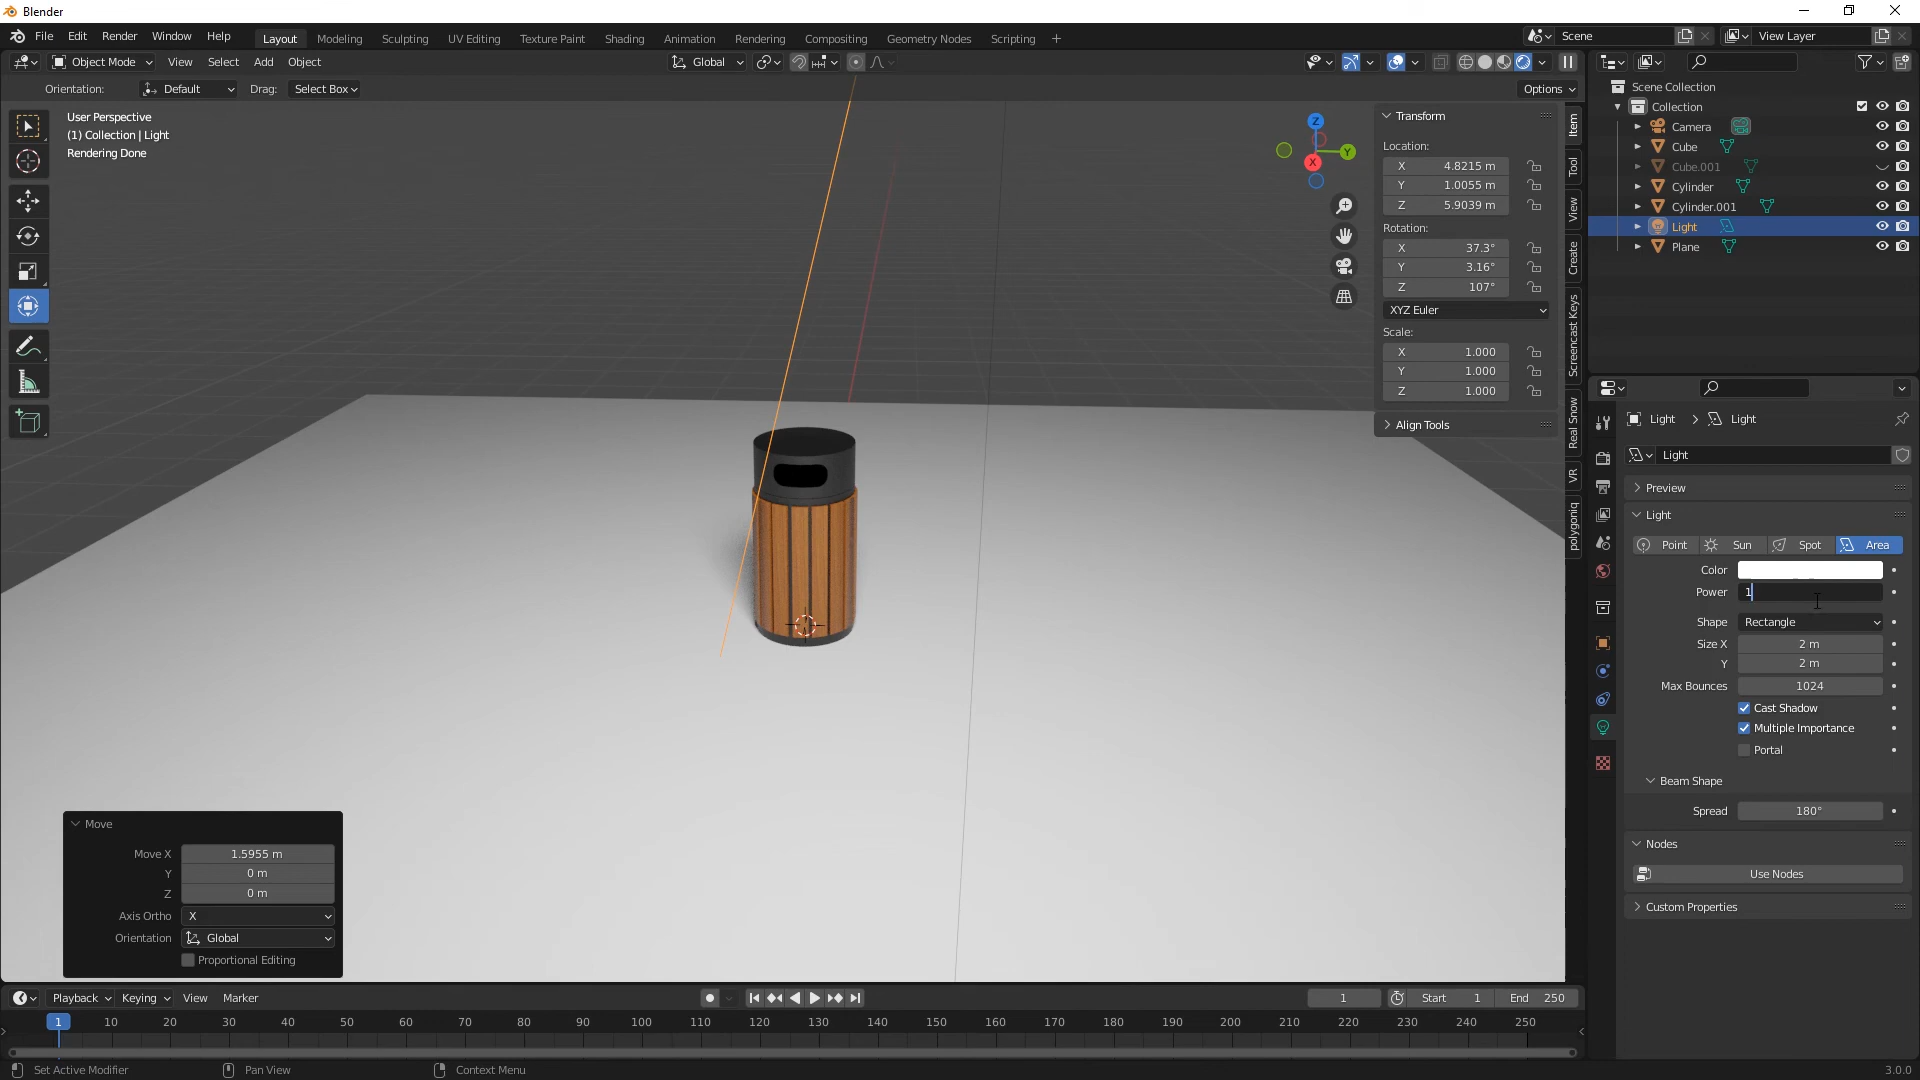 Blender
File Edit Render Window Help Layout Modeling Sculpting UV Editing Texture Paint Shading Animation Rendering Compositing Geometry Nodes Scripting + Scene View Layer
Object Mode View Select Add Object Global
Orientation: Default Drag: Select Box Options
User Perspective
(1) Collection | Light
Rendering Done
Z
Y
X
Transform
Location:
X 4.8215 m
Y 1.0055 m
Z 5.9039 m
Rotation:
X 37.3°
Y 3.16°
Z 107°
XYZ Euler
Scale:
X 1.000
Y 1.000
Z 1.000
Align Tools
Item
Tool
View
Create
Screencast Keys
Real Snow
VR
polygoniq
Scene Collection
Collection
Camera
Cube
Cube.001
Cylinder
Cylinder.001
Light
Plane
Light > Light
Light
Preview
Light
Point Sun Spot Area
Color
Power 1
Shape Rectangle
Size X 2 m
Y 2 m
Max Bounces 1024
Cast Shadow
Multiple Importance
Portal
Beam Shape
Spread 180°
Nodes
Use Nodes
Custom Properties
Move
Move X 1.5955 m
Y 0 m
Z 0 m
Axis Ortho X
Orientation Global
Proportional Editing
Playback Keying View Marker 1 Start 1 End 250
1 10 20 30 40 50 60 70 80 90 100 110 120 130 140 150 160 170 180 190 200 210 220 230 240 250
Set Active Modifier Pan View Context Menu 3.0.0